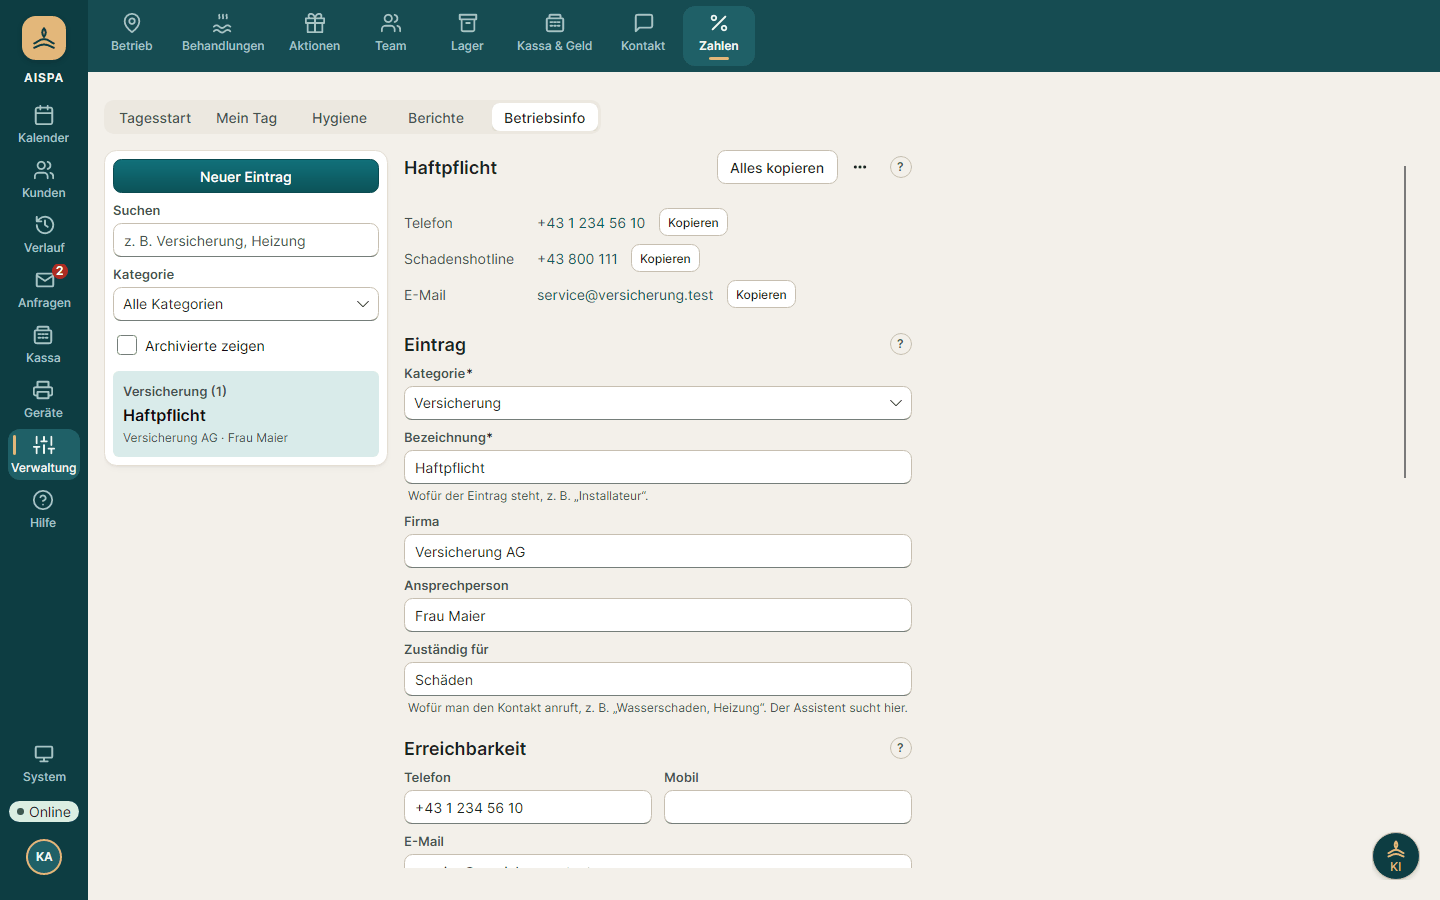 AISPA
Kalender
Kunden
Verlauf
2
Anfragen
Kassa
Geräte
Verwaltung
Hilfe
System
Online
KA
Betrieb
Behandlungen
Aktionen
Team
Lager
Kassa & Geld
Kontakt
Zahlen
Tagesstart
Mein Tag
Hygiene
Berichte
Betriebsinfo
Neuer Eintrag
Suchen
z. B. Versicherung, Heizung
Kategorie
Alle Kategorien
Archivierte zeigen
Versicherung (1)
Haftpflicht
Versicherung AG · Frau Maier
Haftpflicht
Alles kopieren
?
Telefon +43 1 234 56 10 Kopieren
Schadenshotline +43 800 111 Kopieren
E-Mail service@versicherung.test Kopieren
Eintrag
?
Kategorie*
Versicherung
Bezeichnung*
Haftpflicht
Wofür der Eintrag steht, z. B. „Installateur“.
Firma
Versicherung AG
Ansprechperson
Frau Maier
Zuständig für
Schäden
Wofür man den Kontakt anruft, z. B. „Wasserschaden, Heizung“. Der Assistent sucht hier.
Erreichbarkeit
?
Telefon Mobil
+43 1 234 56 10
E-Mail
KI